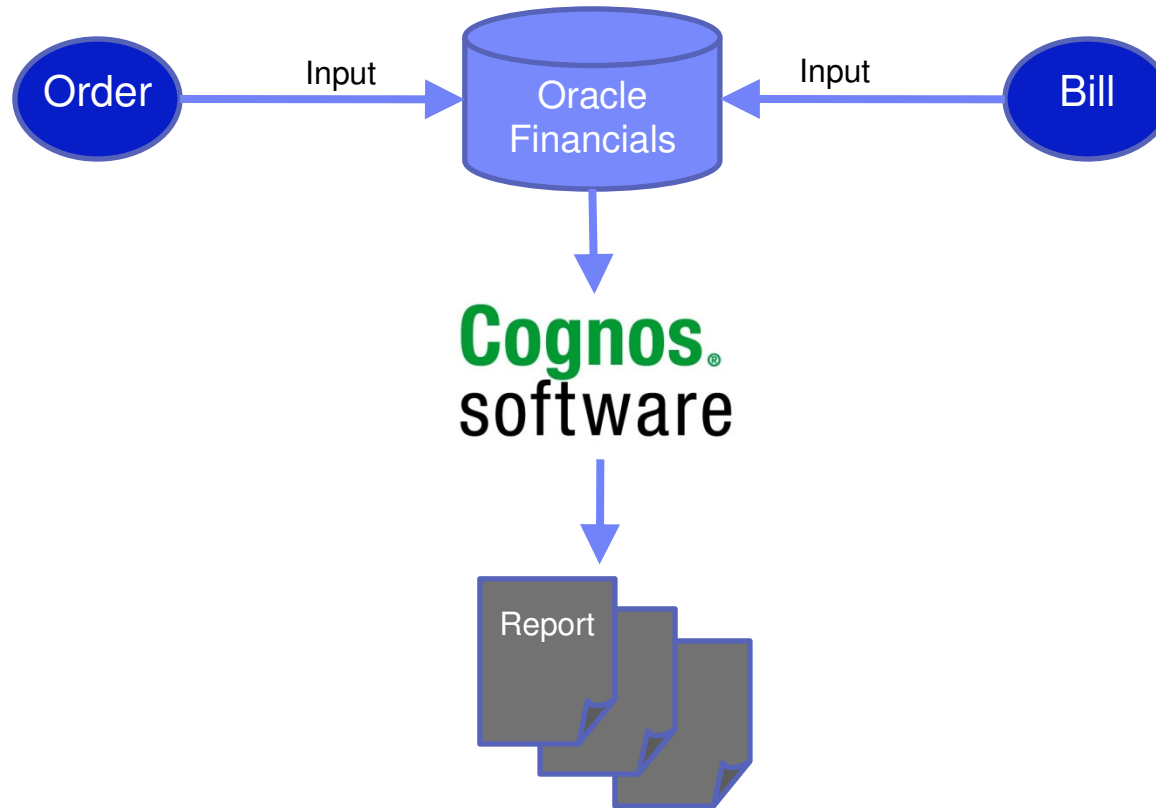 Order
Input
Oracle
Financials
Input
Bill
Cognos®
software
Report